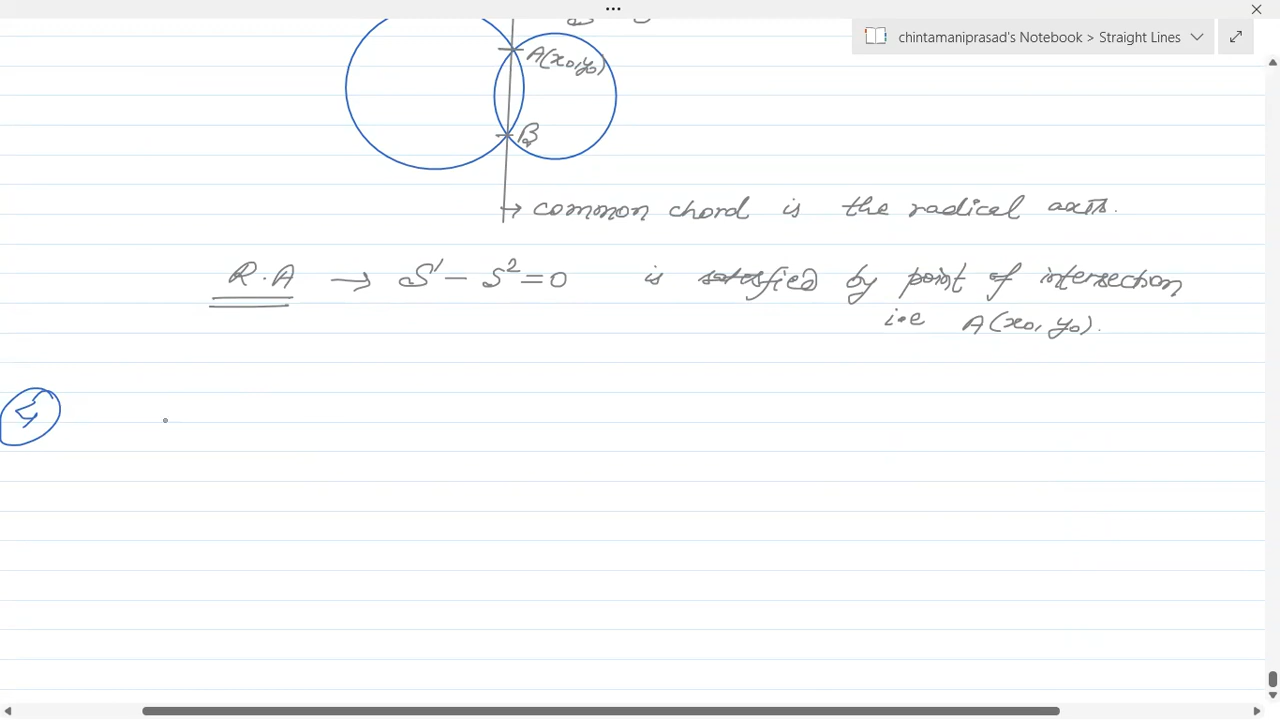 chintamaniprasad's Notebook > Straight Lines
A(x₀,y₀)
B
→ common chord is the radical axis.
R.A → S¹ - S² = 0 is satisfied by point of intersection
i.e A(x₀, y₀).